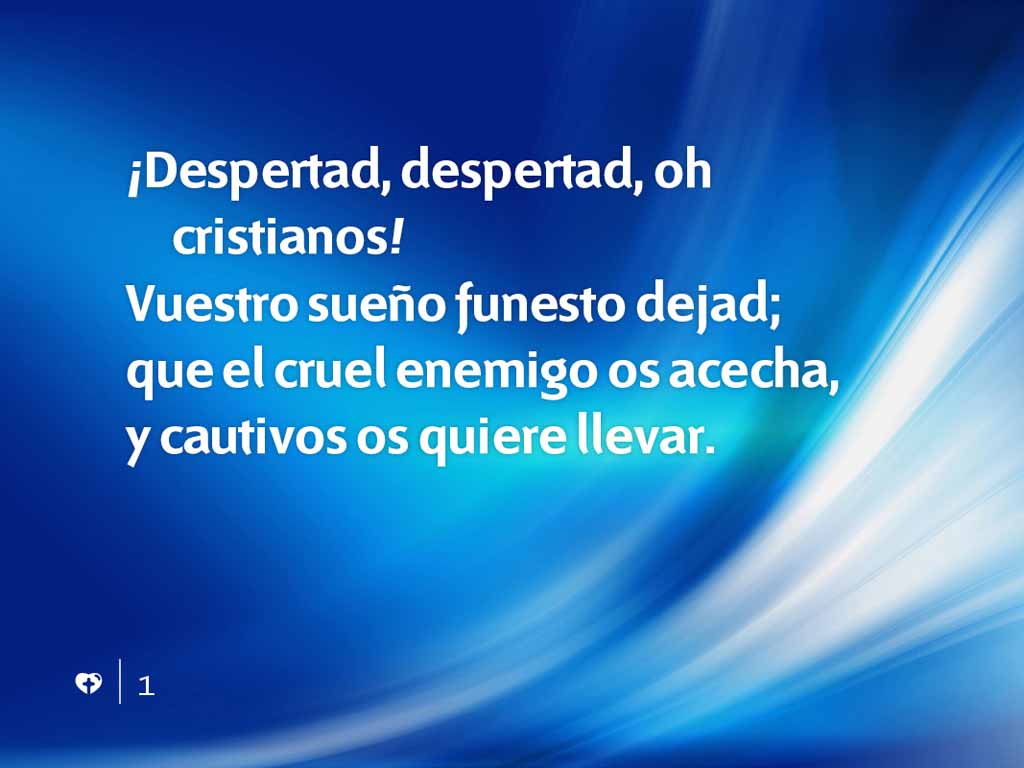 ¡Despertad, despertad, oh
cristianos!
Vuestro sueño funesto dejad;
que el cruel enemigo os acecha,
y cautivos os quiere llevar.
1